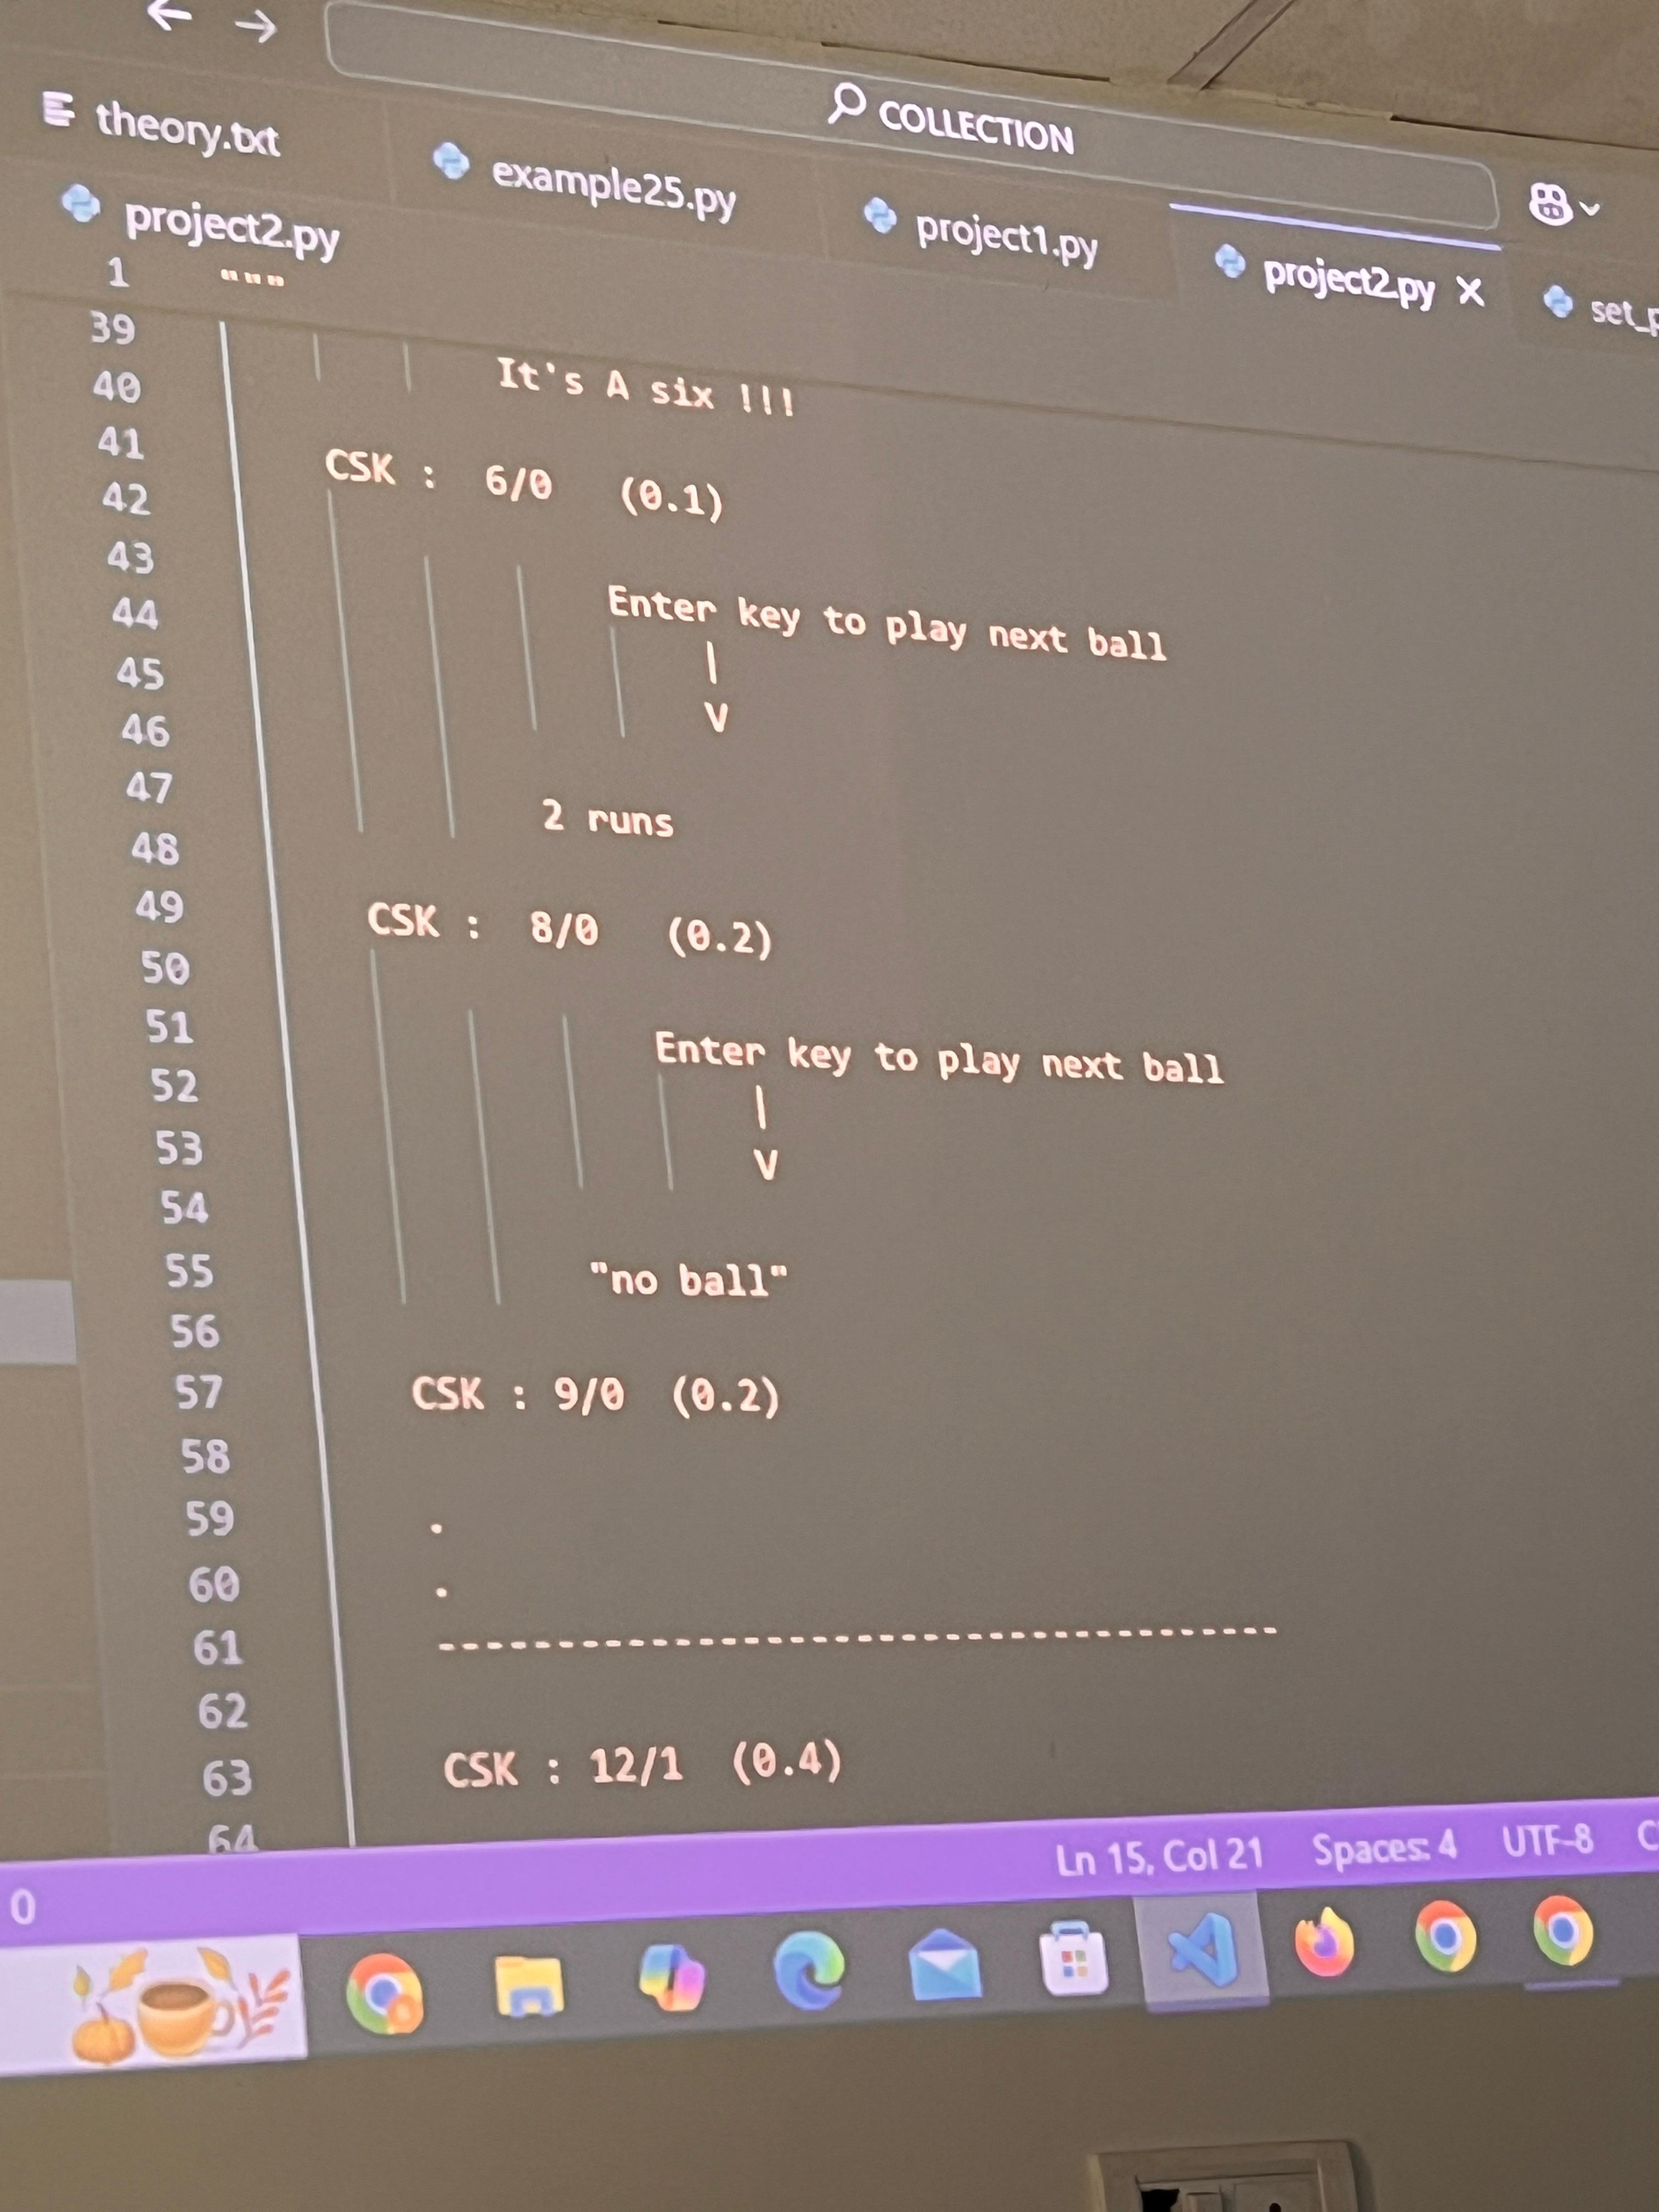 ← →
COLLECTION
theory.txt
example25.py
project1.py
project2.py X
project2.py
1 """
39
40 It's A six !!!
41
42 CSK : 6/0 (0.1)
43
44 Enter key to play next ball
45 |
46 V
47
48 2 runs
49
50 CSK : 8/0 (0.2)
51
52 Enter key to play next ball
53 |
54 V
55
56 "no ball"
57
58 CSK : 9/0 (0.2)
59
60 .
61 .
62 ------------------------------------
63
64 CSK : 12/1 (0.4)
0 Ln 15, Col 21 Spaces: 4 UTF-8